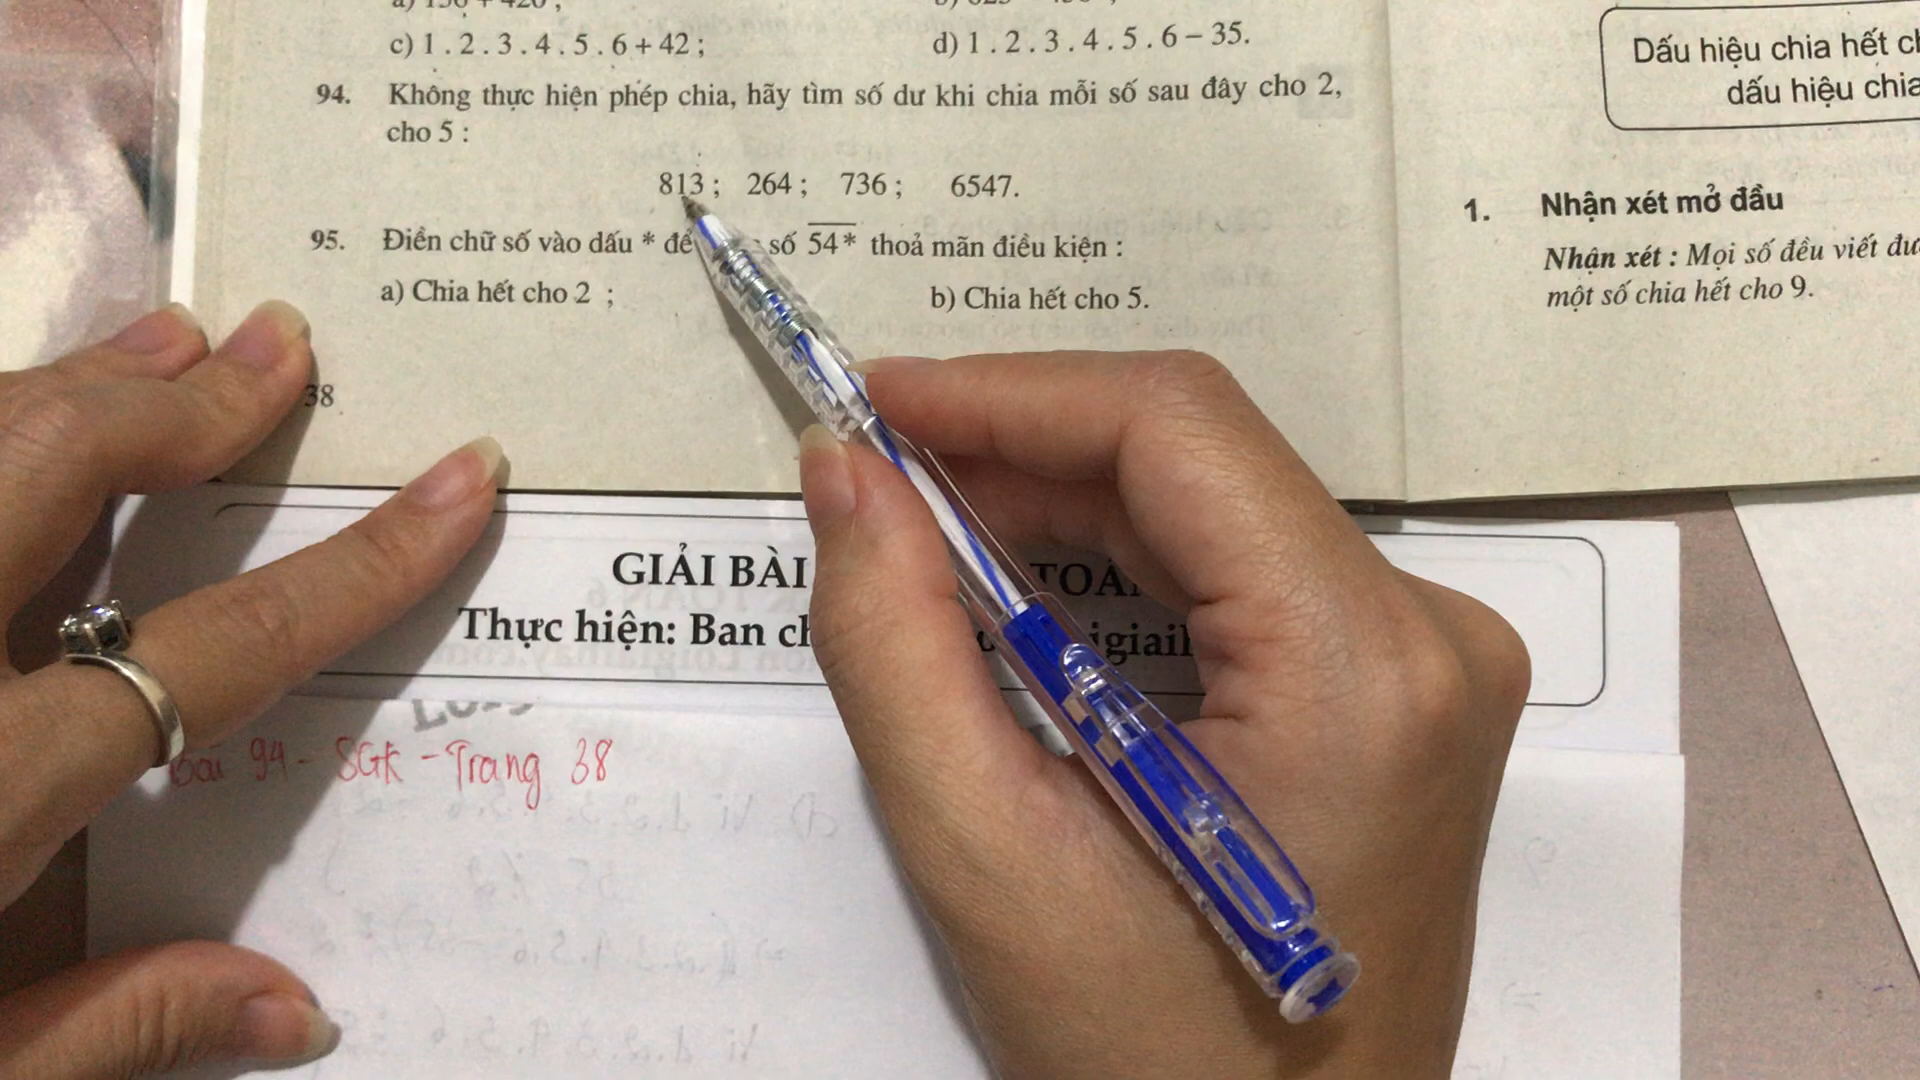 c) 1 . 2 . 3 . 4 . 5 . 6 + 42 ;
d) 1 . 2 . 3 . 4 . 5 . 6 – 35.
94. Không thực hiện phép chia, hãy tìm số dư khi chia mỗi số sau đây cho 2,
cho 5 :
813 ; 264 ; 736 ; 6547.
95. Điền chữ số vào dấu * để số 54* thoả mãn điều kiện :
a) Chia hết cho 2 ;
b) Chia hết cho 5.
38
Dấu hiệu chia hết
dấu hiệu chia
1. Nhận xét mở đầu
Nhận xét : Mọi số đều viết
một số chia hết cho 9.
GIẢI BÀI
Thực hiện: Ban
Bài 94 - SGK - Trang 38